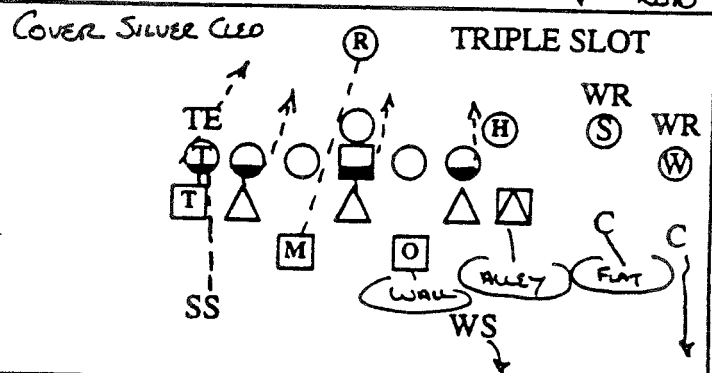 COVER SILVER CLEO
TRIPLE SLOT
R
WR
TE
H
S
WR
T
W
T
M
O
C
C
WALL
ALLEY
FLAT
SS
WS